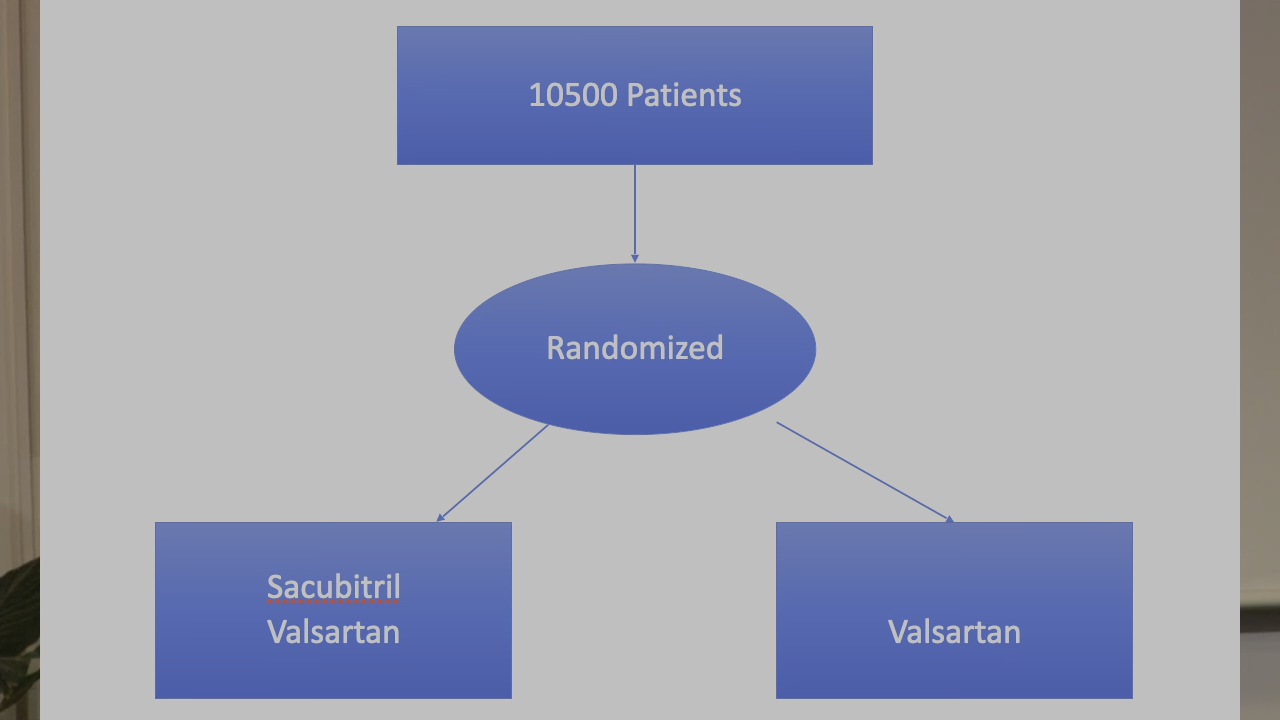 10500 Patients
Randomized
Sacubitril
Valsartan
Valsartan